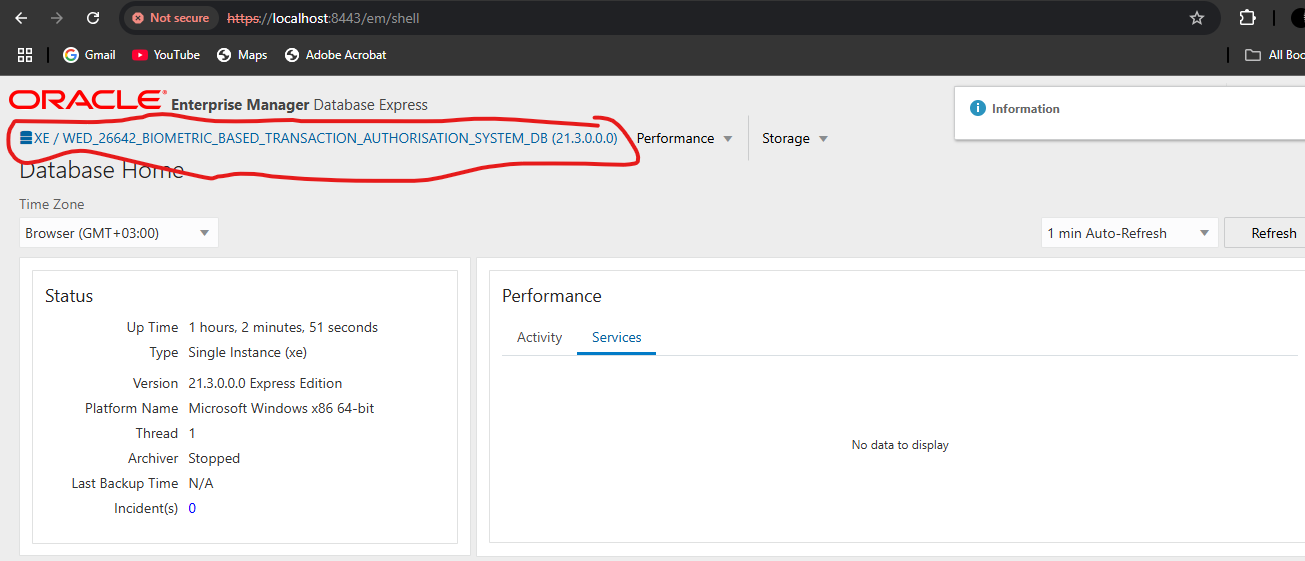 Not secure https://localhost:8443/em/shell
Gmail YouTube Maps Adobe Acrobat All Boo
ORACLE® Enterprise Manager Database Express
Information
XE / WED_26642_BIOMETRIC_BASED_TRANSACTION_AUTHORISATION_SYSTEM_DB (21.3.0.0.0) Performance Storage
Database Home
Time Zone
Browser (GMT+03:00) 1 min Auto-Refresh Refresh
Status
Up Time 1 hours, 2 minutes, 51 seconds
Type Single Instance (xe)
Version 21.3.0.0.0 Express Edition
Platform Name Microsoft Windows x86 64-bit
Thread 1
Archiver Stopped
Last Backup Time N/A
Incident(s) 0
Performance
Activity Services
No data to display